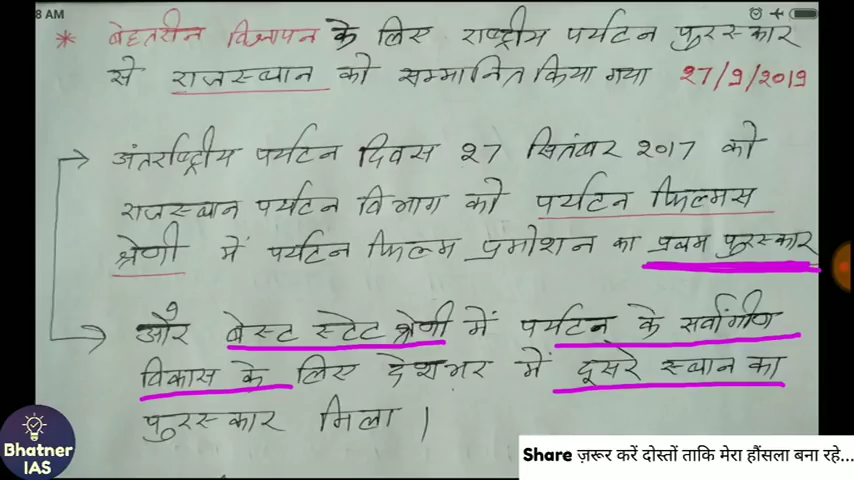 8 AM
* बेहतरीन विज्ञापन के लिए राष्ट्रीय पर्यटन पुरस्कार
से राजस्थान को सम्मानित किया गया 27/9/2019
→ अंतर्राष्ट्रीय पर्यटन दिवस 27 सितंबर 2017 को
राजस्थान पर्यटन विभाग को पर्यटन फिल्मस
श्रेणी में पर्यटन फिल्म प्रमोशन का प्रथम पुरस्कार
→ और बेस्ट स्टेट श्रेणी में पर्यटन के सर्वांगीण
विकास के लिए देशभर में दूसरे स्थान का
पुरस्कार मिला ।
Bhatner
IAS
Share ज़रूर करें दोस्तों ताकि मेरा हौंसला बना रहे...